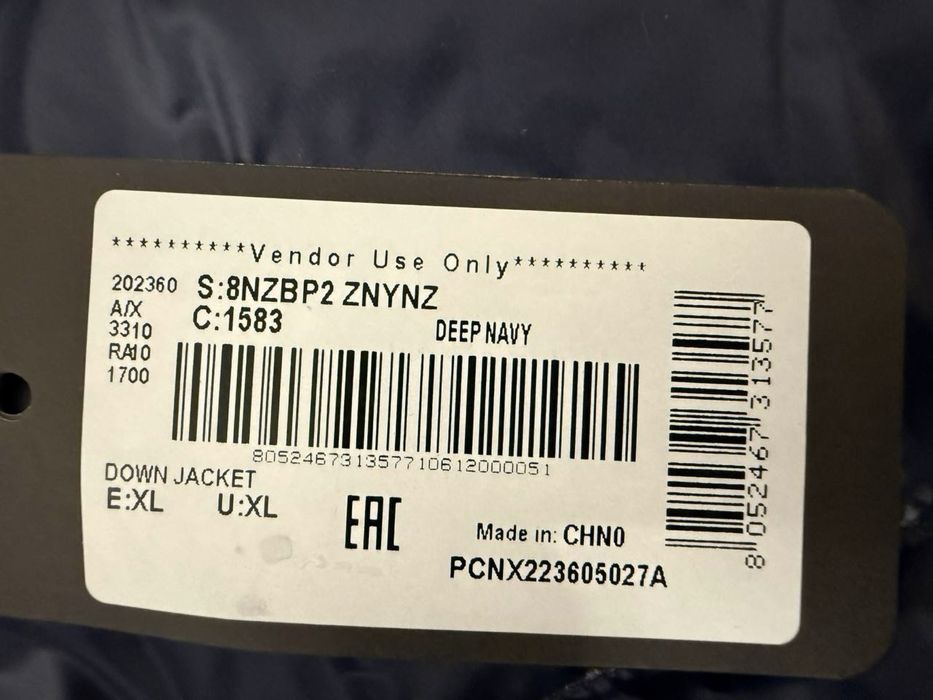 **********Vendor Use Only**********
202360 S:8NZBP2 ZNYNZ
A/X C:1583 DEEP NAVY
3310
RA10
1700
805246731357710612000051
DOWN JACKET
E:XL U:XL
EAC
Made in: CHN0
PCNX223605027A
8 052467 313577